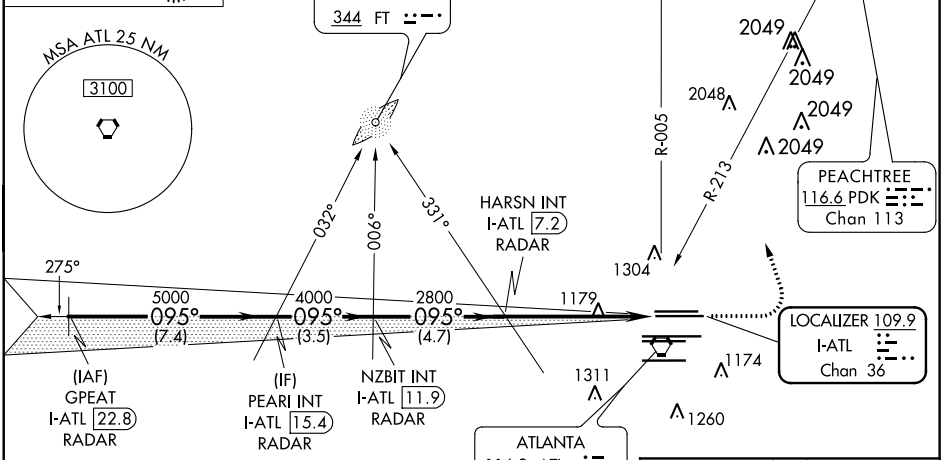 344 FT
MSA ATL 25 NM
3100
2049
2049
2048
2049
2049
R-005
R-213
PEACHTREE
116.6 PDK
Chan 113
HARSN INT
I-ATL 7.2
RADAR
032°
006°
331°
1304
275°
5000
4000
2800
1179
095°
095°
095°
(7.4)
(3.5)
(4.7)
LOCALIZER 109.9
I-ATL
Chan 36
(IAF)
GPEAT
I-ATL 22.8
RADAR
(IF)
PEARI INT
I-ATL 15.4
RADAR
NZBIT INT
I-ATL 11.9
RADAR
1311
1174
1260
ATLANTA